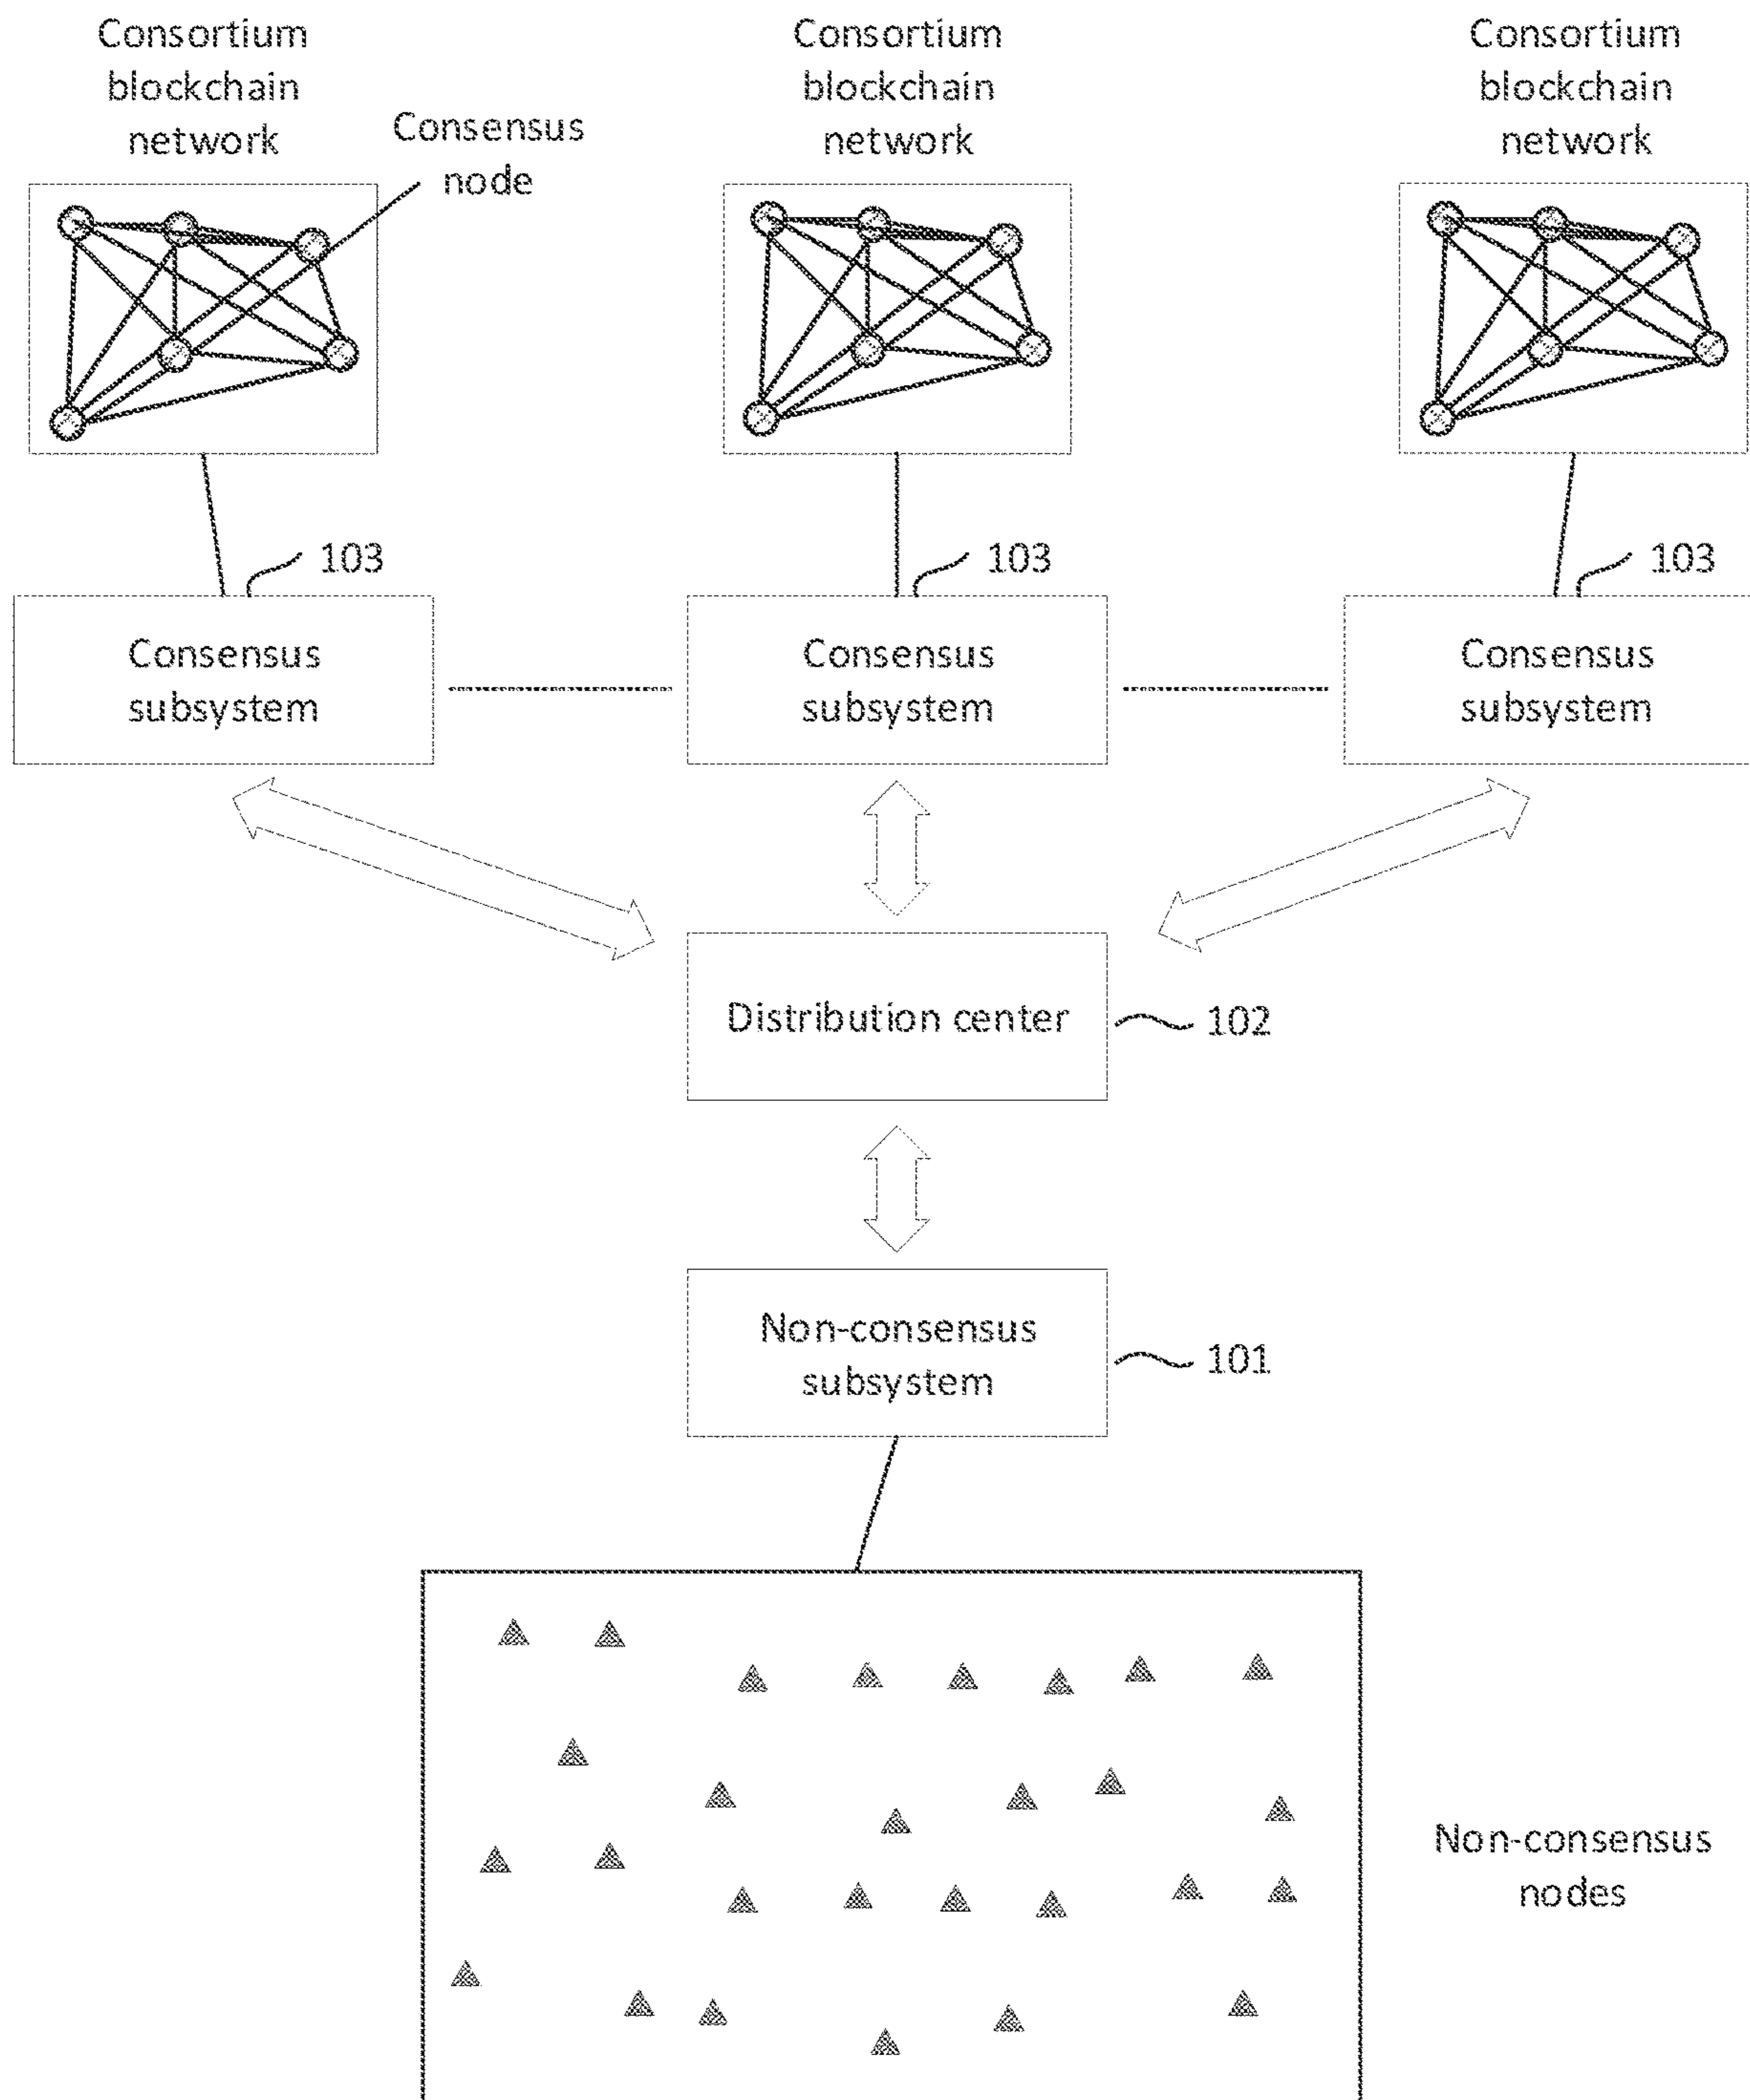 Consortium
blockchain
network
Consensus
node
Consortium
blockchain
network
Consortium
blockchain
network
103
103
103
Consensus
subsystem
Consensus
subsystem
Consensus
subsystem
Distribution center
102
Non-consensus
subsystem
101
Non-consensus
nodes